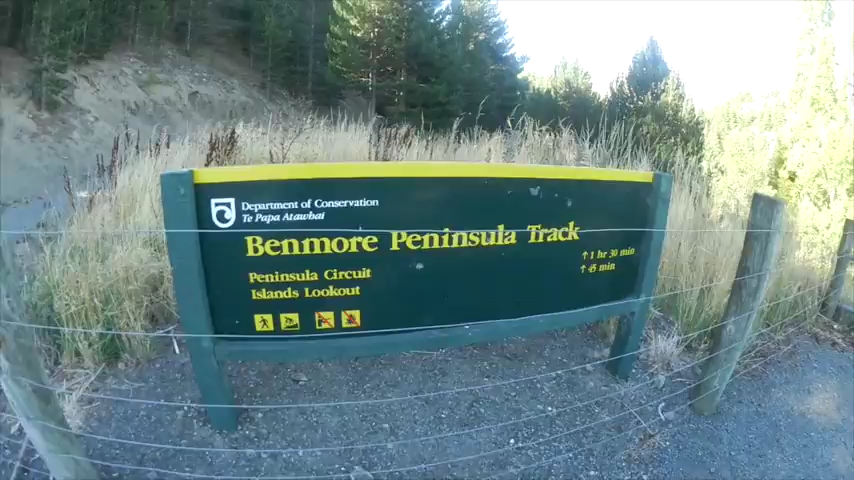 Department of Conservation
Te Papa Atawhai
Benmore Peninsula Track
Peninsula Circuit ↑ 1 hr 30 min
Islands Lookout ↑ 45 min